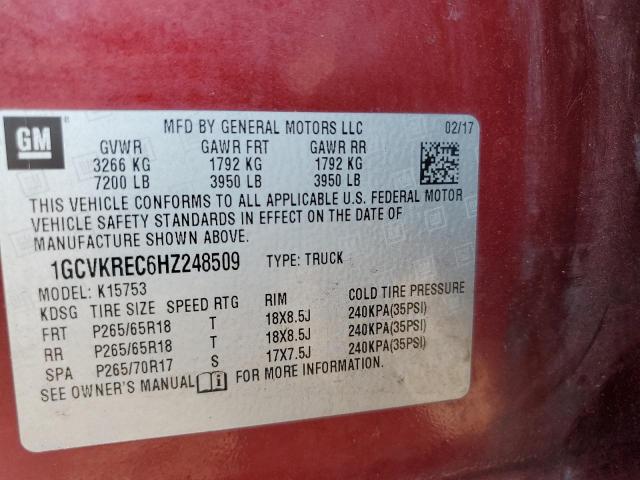 GM
MFD BY GENERAL MOTORS LLC 02/17
GVWR GAWR FRT GAWR RR
3266 KG 1792 KG 1792 KG
7200 LB 3950 LB 3950 LB
THIS VEHICLE CONFORMS TO ALL APPLICABLE U.S. FEDERAL MOTOR
VEHICLE SAFETY STANDARDS IN EFFECT ON THE DATE OF
MANUFACTURE SHOWN ABOVE.
1GCVKREC6HZ248509 TYPE: TRUCK
MODEL: K15753
KDSG TIRE SIZE SPEED RTG RIM COLD TIRE PRESSURE
FRT P265/65R18 T 18X8.5J 240KPA(35PSI)
RR P265/65R18 T 18X8.5J 240KPA(35PSI)
SPA P265/70R17 S 17X7.5J 240KPA(35PSI)
SEE OWNER'S MANUAL FOR MORE INFORMATION.